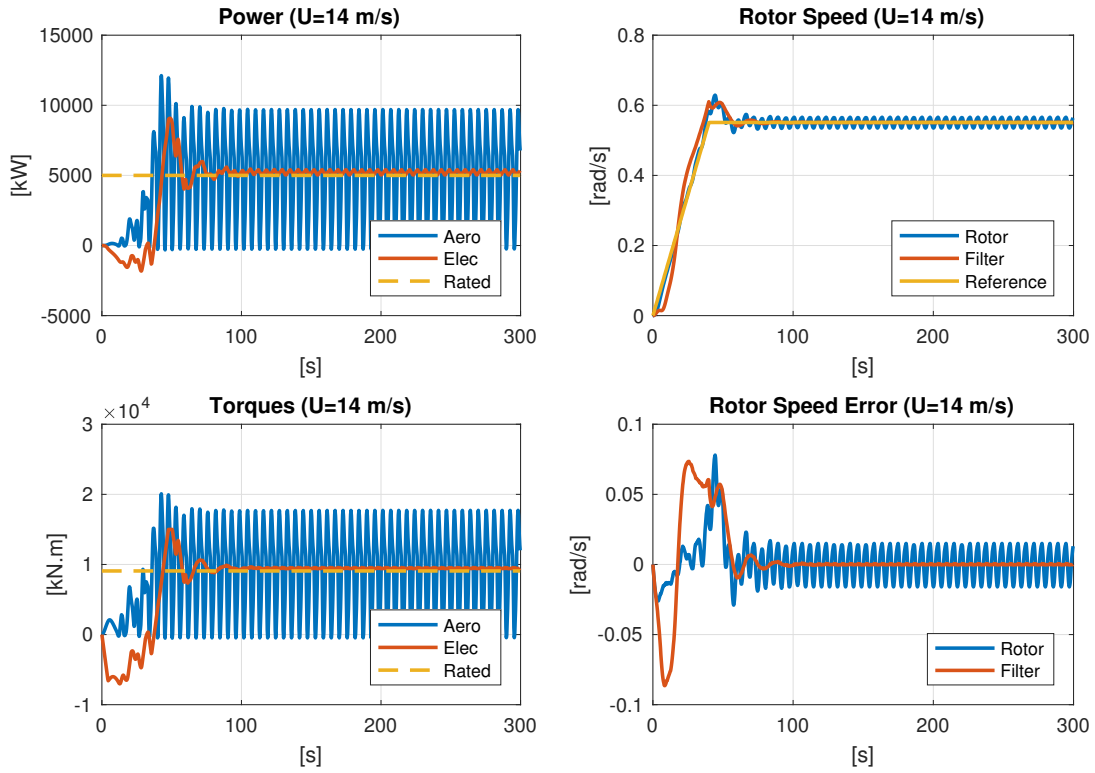 Power (U=14 m/s)
15000
10000
5000
0
-5000
[kW]
0
100
200
300
[s]
Aero
Elec
Rated
Rotor Speed (U=14 m/s)
0.8
0.6
0.4
0.2
0
[rad/s]
0
100
200
300
[s]
Rotor
Filter
Reference
Torques (U=14 m/s)
×10⁴
3
2
1
0
-1
[kN.m]
0
100
200
300
[s]
Aero
Elec
Rated
Rotor Speed Error (U=14 m/s)
0.1
0.05
0
-0.05
-0.1
[rad/s]
0
100
200
300
[s]
Rotor
Filter